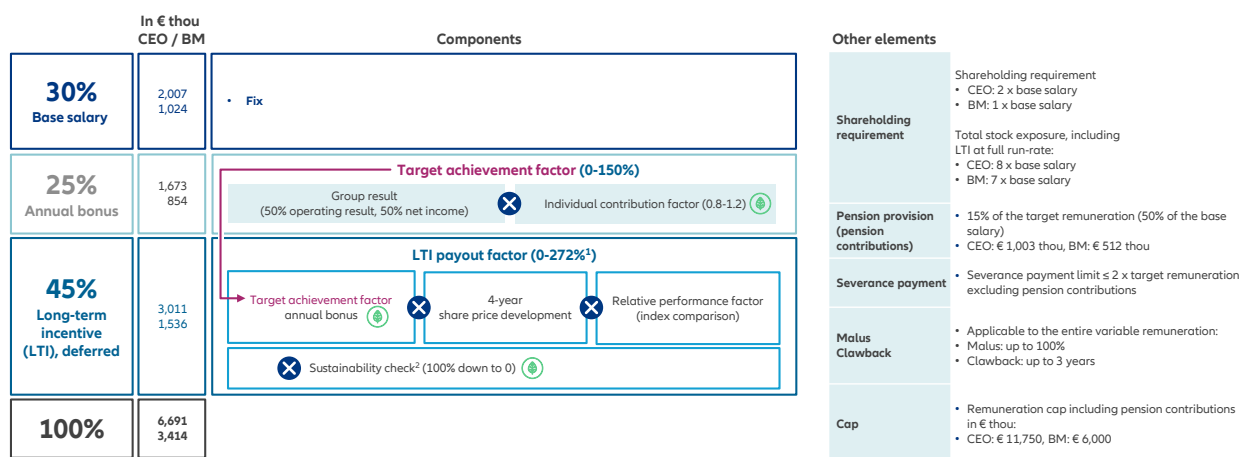 In € thou
CEO / BM
Components
30%
Base salary
2,007
1,024
• Fix
25%
Annual bonus
1,673
854
Target achievement factor (0-150%)
Group result
(50% operating result, 50% net income)
Individual contribution factor (0.8-1.2)
45%
Long-term
incentive
(LTI), deferred
3,011
1,536
LTI payout factor (0-272%¹)
Target achievement factor
annual bonus
4-year
share price development
Relative performance factor
(index comparison)
Sustainability check² (100% down to 0)
100%
6,691
3,414
Other elements
Shareholding
requirement
Shareholding requirement
• CEO: 2 x base salary
• BM: 1 x base salary
Total stock exposure, including
LTI at full run-rate:
• CEO: 8 x base salary
• BM: 7 x base salary
Pension provision
(pension
contributions)
• 15% of the target remuneration (50% of the base
salary)
• CEO: € 1,003 thou, BM: € 512 thou
Severance payment
• Severance payment limit ≤ 2 x target remuneration
excluding pension contributions
Malus
Clawback
• Applicable to the entire variable remuneration:
• Malus: up to 100%
• Clawback: up to 3 years
Cap
• Remuneration cap including pension contributions
in € thou:
• CEO: € 11,750, BM: € 6,000